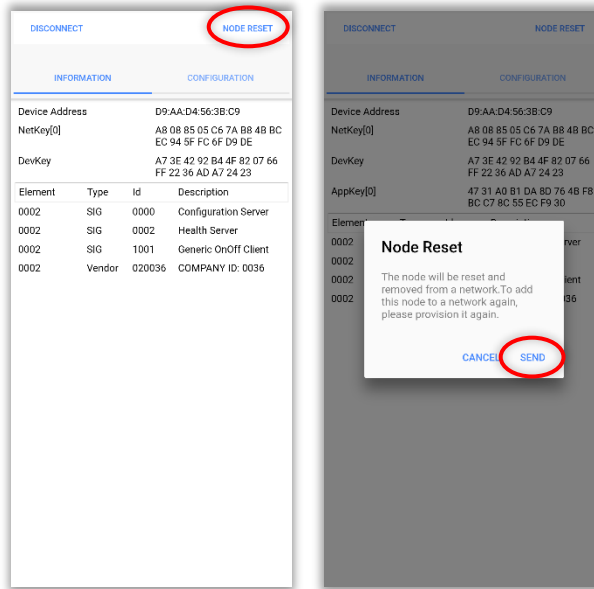 DISCONNECT NODE RESET
INFORMATION CONFIGURATION
Device Address D9:AA:D4:56:3B:C9
NetKey[0] A8 08 85 05 C6 7A B8 4B BC
EC 94 5F FC 6F D9 DE
DevKey A7 3E 42 92 B4 4F 82 07 66
FF 22 36 AD A7 24 23
Element Type Id Description
0002 SIG 0000 Configuration Server
0002 SIG 0002 Health Server
0002 SIG 1001 Generic OnOff Client
0002 Vendor 020036 COMPANY ID: 0036
DISCONNECT NODE RESET
INFORMATION CONFIGURATION
Device Address D9:AA:D4:56:3B:C9
NetKey[0] A8 08 85 05 C6 7A B8 4B BC
EC 94 5F FC 6F D9 DE
DevKey A7 3E 42 92 B4 4F 82 07 66
FF 22 36 AD A7 24 23
AppKey[0] 47 31 A0 B1 DA 8D 76 4B F8
BC C7 8C 55 EC F9 30
0002
0002
0002
0002
Node Reset
The node will be reset and
removed from a network.To add
this node to a network again,
please provision it again.
CANCEL SEND